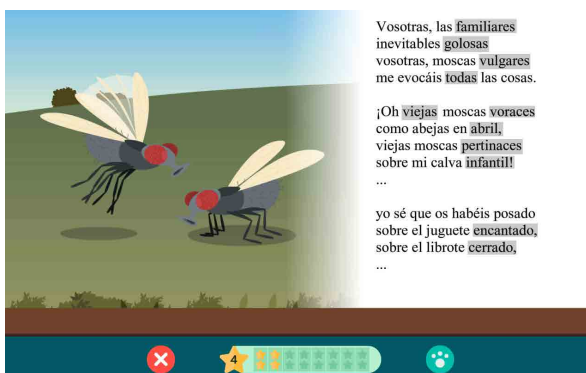 Vosotras, las familiares
inevitables golosas
vosotras, moscas vulgares
me evocáis todas las cosas.
¡Oh viejas moscas voraces
como abejas en abril,
viejas moscas pertinaces
sobre mi calva infantil!
...
yo sé que os habéis posado
sobre el juguete encantado,
sobre el librote cerrado,
...
4